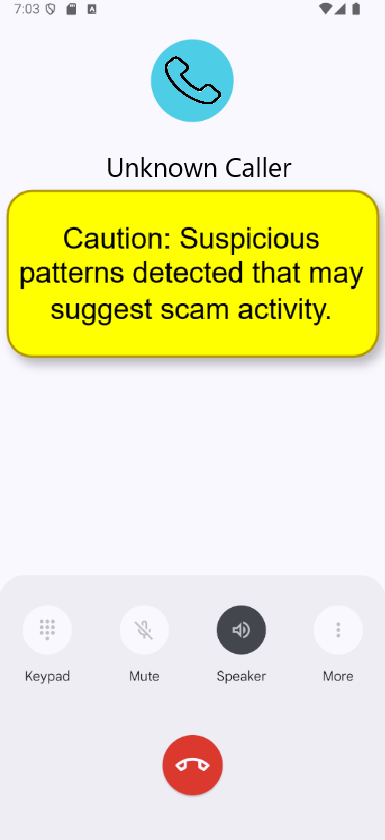 7:03
Unknown Caller
Caution: Suspicious
patterns detected that may
suggest scam activity.
Keypad Mute Speaker More